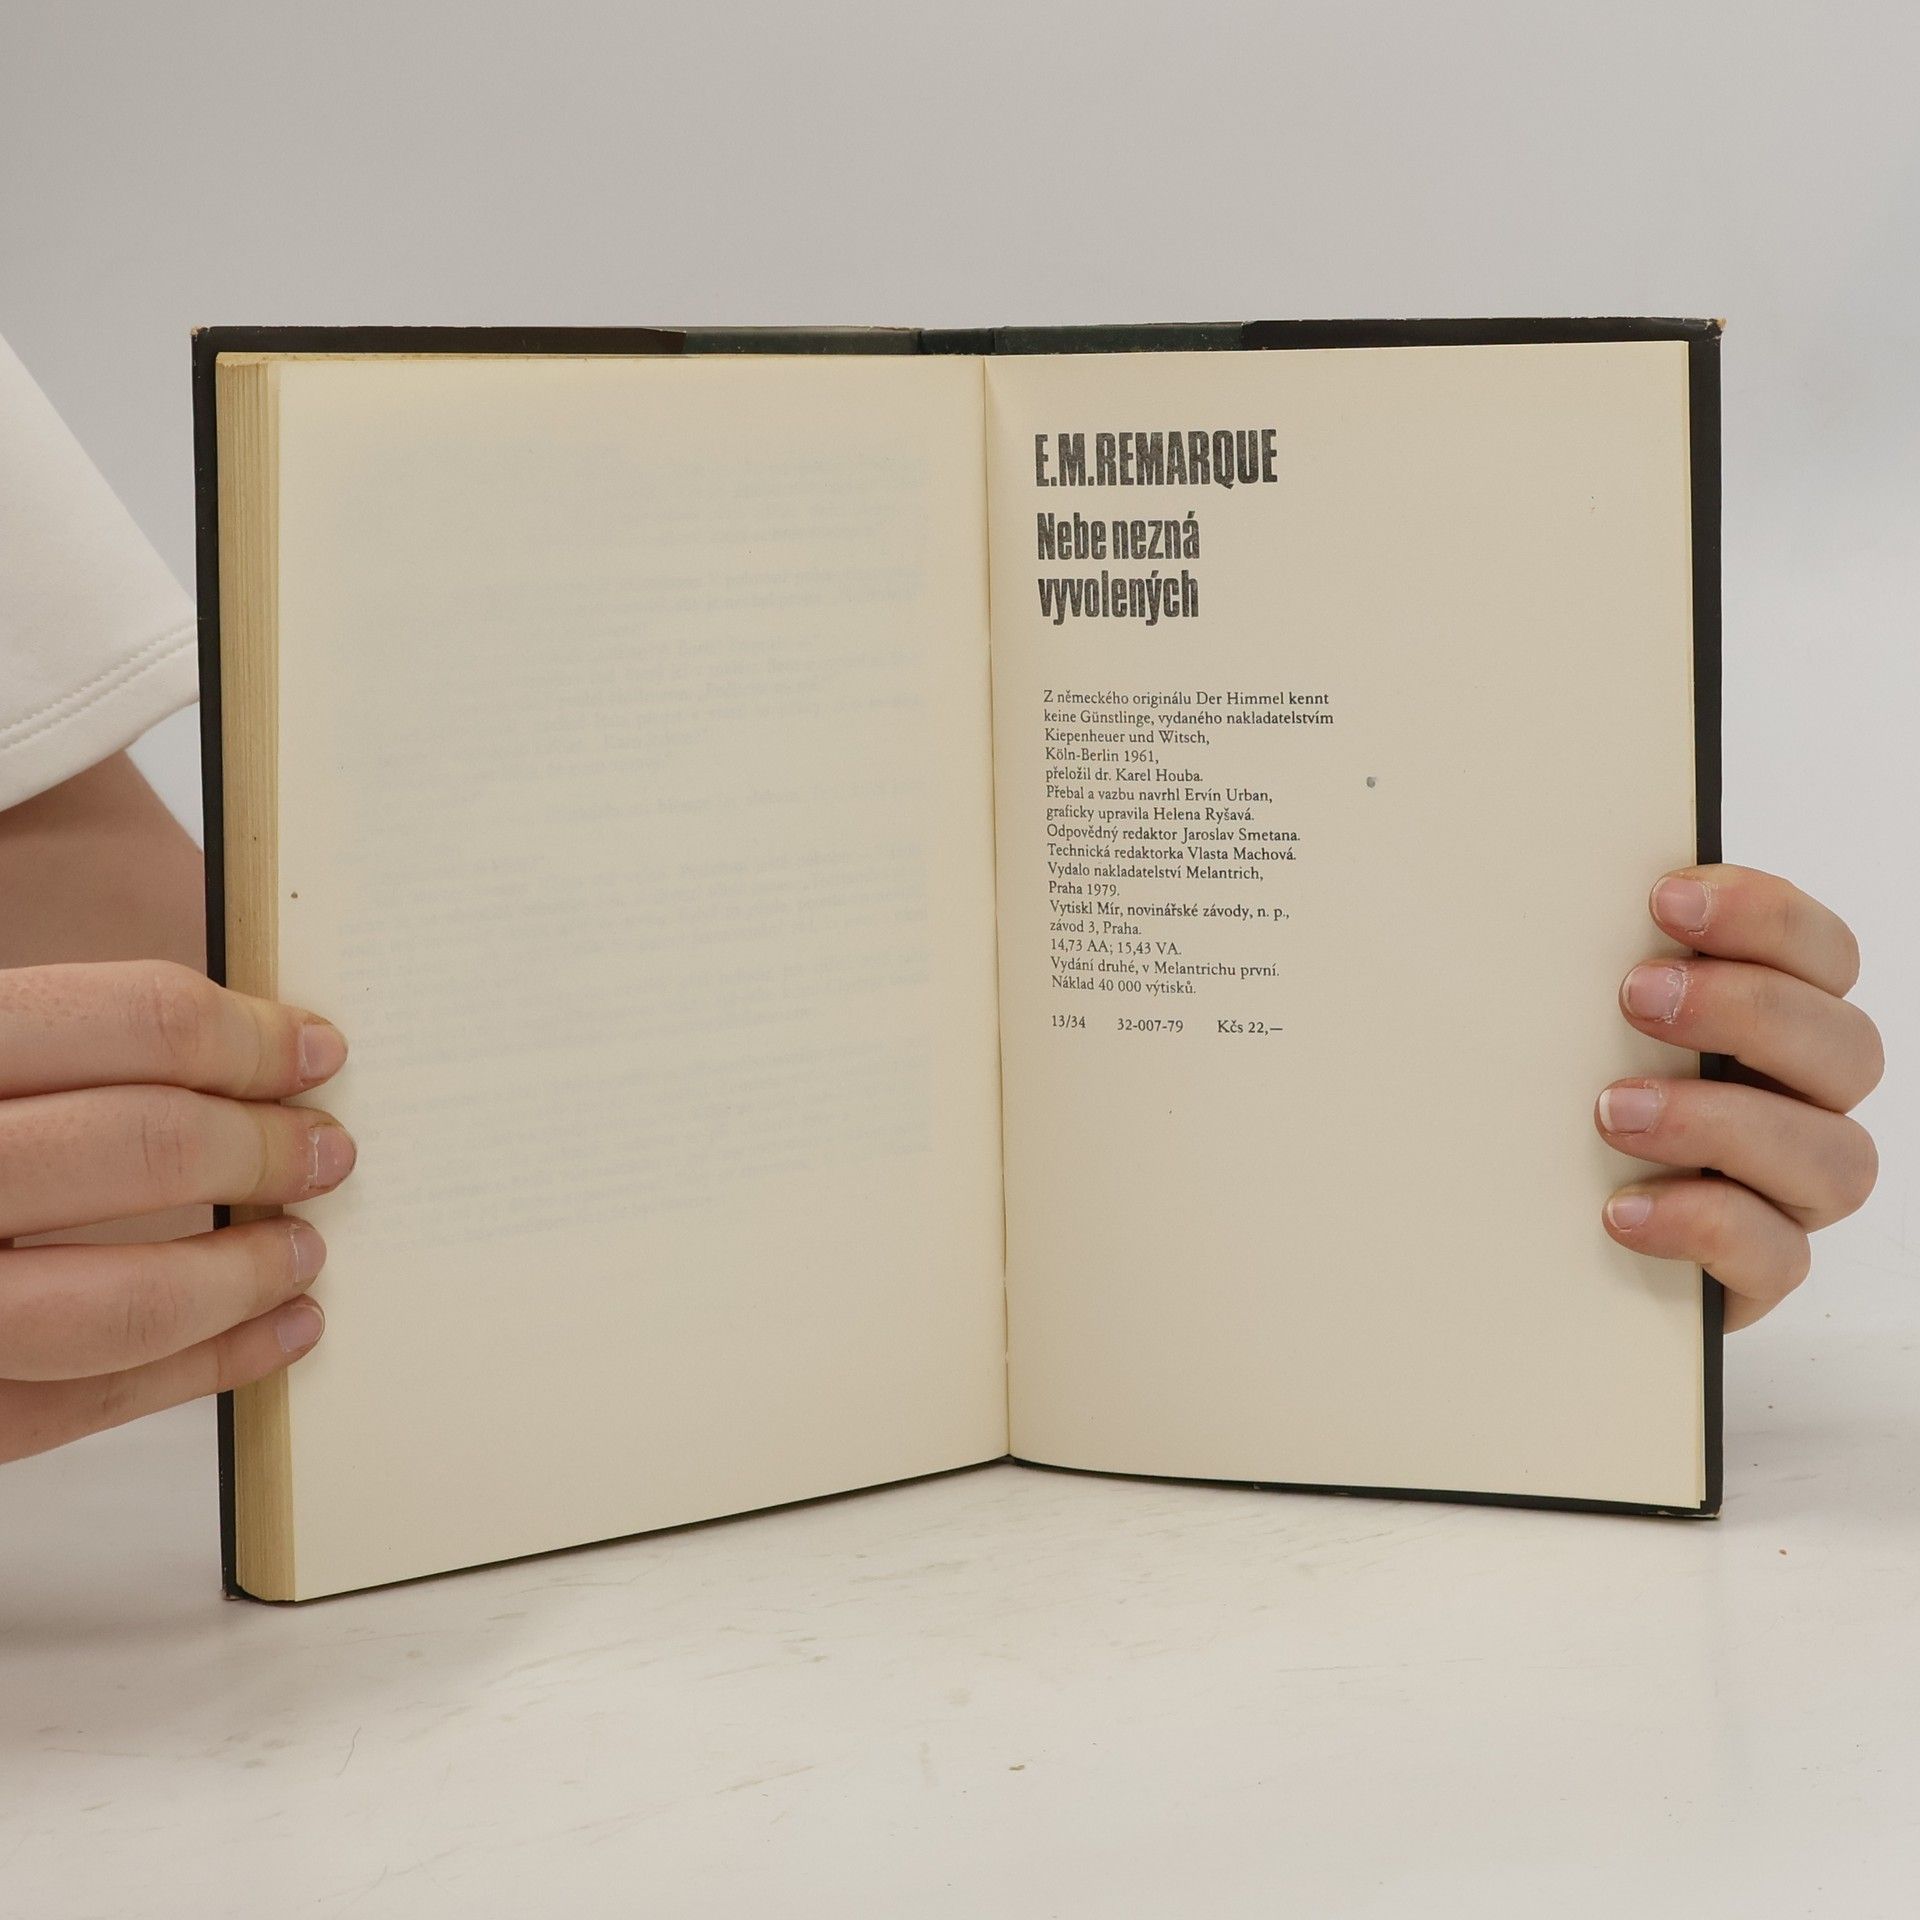 E.M.REMARQUE
Nebe nezná
vyvolených
Z německého originálu Der Himmel kennt
keine Günstlinge, vydaného nakladatelstvím
Kiepenheuer und Witsch,
Köln-Berlin 1961,
přeložil dr. Karel Houba.
Přebal a vazbu navrhl Ervín Urban,
graficky upravila Helena Ryšavá.
Odpovědný redaktor Jaroslav Smetana.
Technická redaktorka Vlasta Machová.
Vydalo nakladatelství Melantrich,
Praha 1979.
Vytiskl Mír, novinářské závody, n. p.,
závod 3, Praha.
14,73 AA; 15,43 VA.
Vydání druhé, v Melantrichu první.
Náklad 40 000 výtisků.
13/34 32-007-79 Kčs 22,—